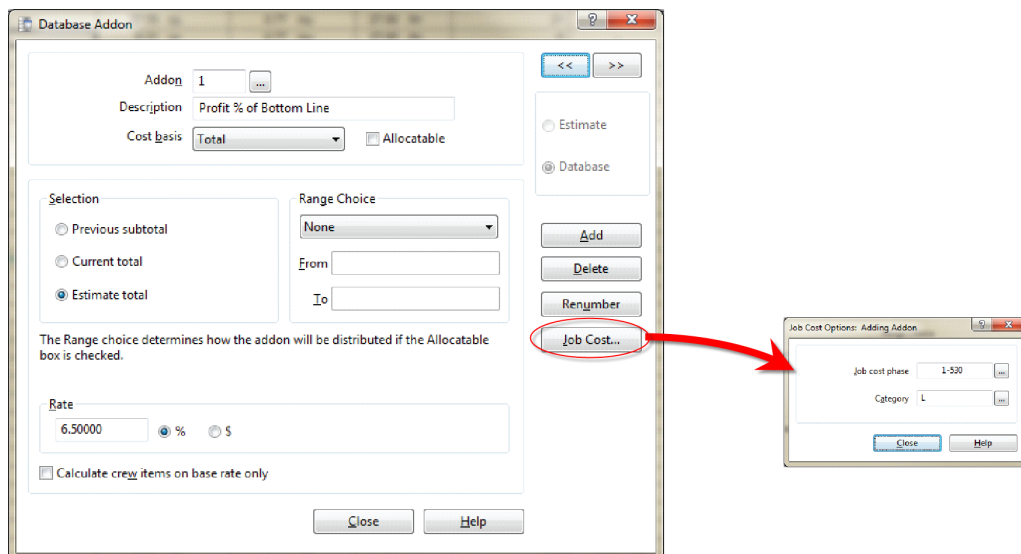 Database Addon
<< >>
Addon 1 ...
Description Profit % of Bottom Line
Cost basis Total Allocatable
Estimate
Database
Selection
Previous subtotal
Current total
Estimate total
Range Choice
None
From
To
Add
Delete
Renumber
Job Cost...
The Range choice determines how the addon will be distributed if the Allocatable
box is checked.
Rate
6.50000 % $
Calculate crew items on base rate only
Close Help
Job Cost Options: Adding Addon
Job cost phase 1-530 ...
Category L ...
Close Help